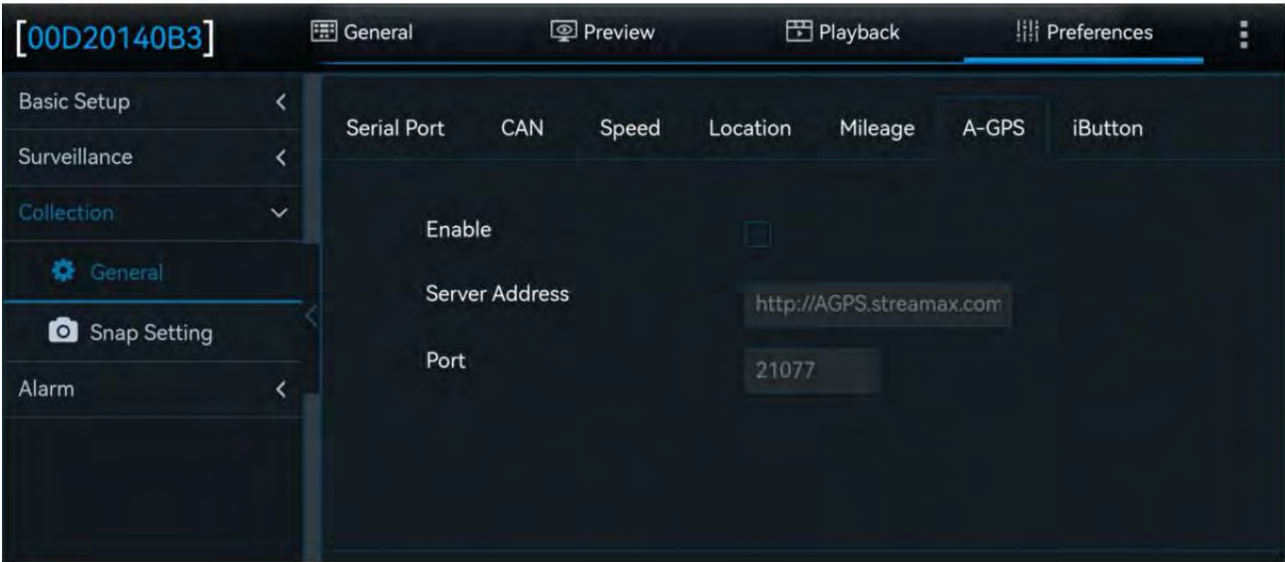 [00D20140B3]
General
Preview
Playback
Preferences
Basic Setup
Surveillance
Collection
General
Snap Setting
Alarm
Serial Port
CAN
Speed
Location
Mileage
A-GPS
iButton
Enable
Server Address
http://AGPS.streamax.com
Port
21077